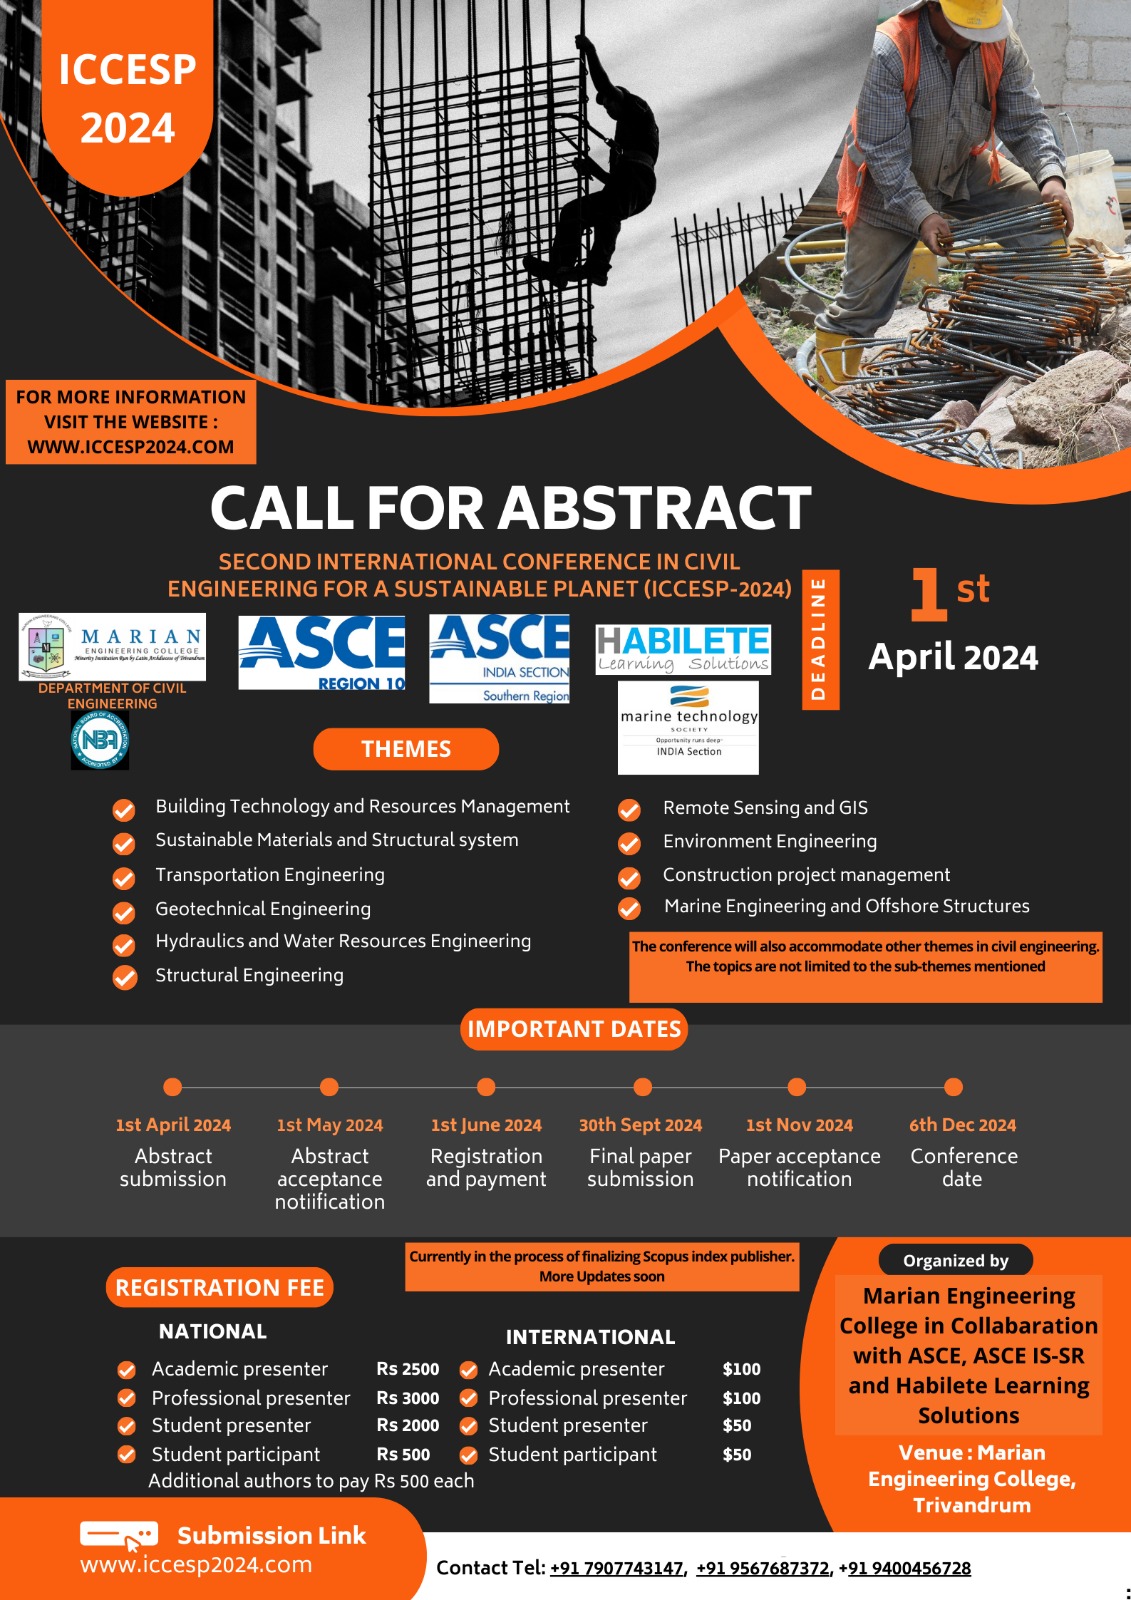 ICCESP
2024
FOR MORE INFORMATION
VISIT THE WEBSITE :
WWW.ICCESP2024.COM
CALL FOR ABSTRACT
SECOND INTERNATIONAL CONFERENCE IN CIVIL
ENGINEERING FOR A SUSTAINABLE PLANET (ICCESP-2024)
DEADLINE
1st
April 2024
MARIAN
ENGINEERING COLLEGE
Minority Institution Run by Latin Archdiocese of Trivandrum
DEPARTMENT OF CIVIL
ENGINEERING
NBA
ASCE
REGION 10
ASCE
INDIA SECTION
Southern Region
HABILETE
Learning Solutions
marine technology
SOCIETY
Opportunity runs deep
INDIA Section
THEMES
Building Technology and Resources Management
Sustainable Materials and Structural system
Transportation Engineering
Geotechnical Engineering
Hydraulics and Water Resources Engineering
Structural Engineering
Remote Sensing and GIS
Environment Engineering
Construction project management
Marine Engineering and Offshore Structures
The conference will also accommodate other themes in civil engineering.
The topics are not limited to the sub-themes mentioned
IMPORTANT DATES
1st April 2024
Abstract
submission
1st May 2024
Abstract
acceptance
notiification
1st June 2024
Registration
and payment
30th Sept 2024
Final paper
submission
1st Nov 2024
Paper acceptance
notification
6th Dec 2024
Conference
date
Currently in the process of finalizing Scopus index publisher.
More Updates soon
REGISTRATION FEE
NATIONAL
Academic presenter Rs 2500
Professional presenter Rs 3000
Student presenter Rs 2000
Student participant Rs 500
Additional authors to pay Rs 500 each
INTERNATIONAL
Academic presenter $100
Professional presenter $100
Student presenter $50
Student participant $50
Organized by
Marian Engineering
College in Collabaration
with ASCE, ASCE IS-SR
and Habilete Learning
Solutions
Venue : Marian
Engineering College,
Trivandrum
Submission Link
www.iccesp2024.com
Contact Tel: +91 7907743147, +91 9567687372, +91 9400456728
: